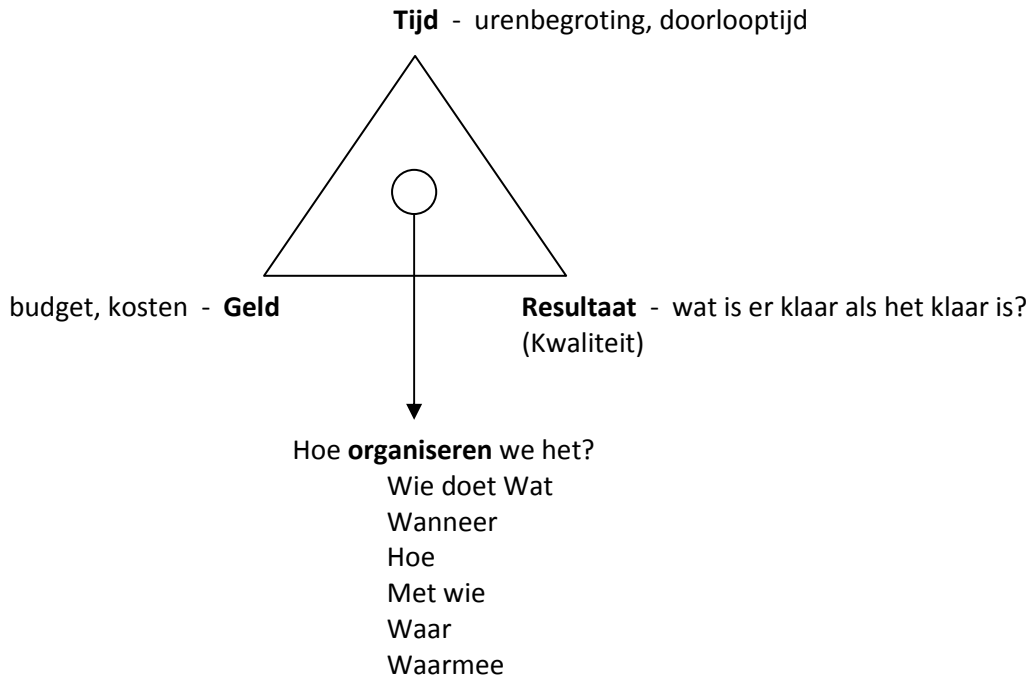 Tijd - urenbegroting, doorlooptijd
budget, kosten - Geld
Resultaat - wat is er klaar als het klaar is?
(Kwaliteit)
Hoe organiseren we het?
Wie doet Wat
Wanneer
Hoe
Met wie
Waar
Waarmee